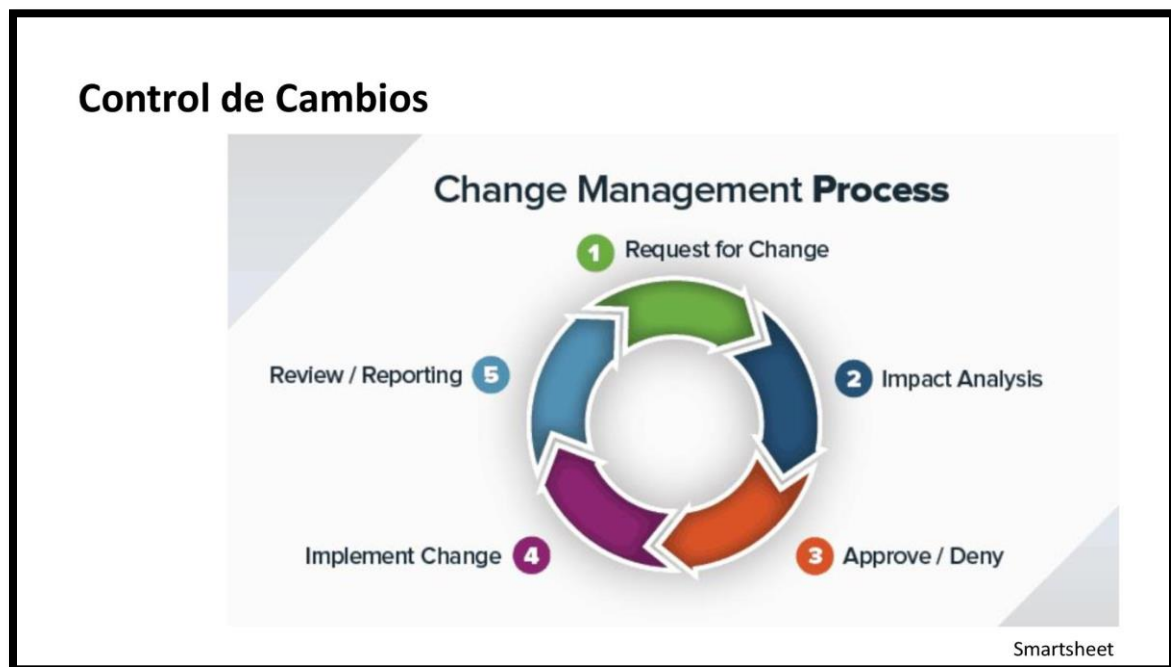 Control de Cambios
Change Management Process
1 Request for Change
2 Impact Analysis
3 Approve / Deny
Implement Change 4
Review / Reporting 5
Smartsheet